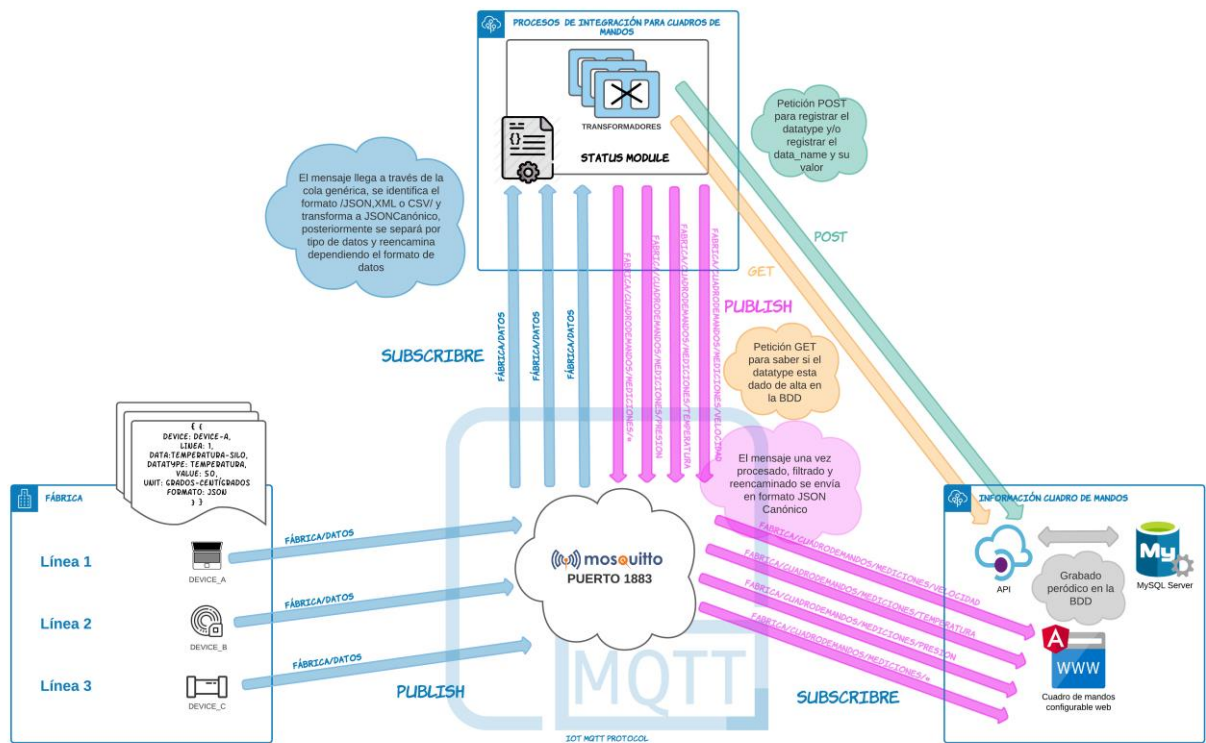 PROCESOS DE INTEGRACIÓN PARA CUADROS DE
MANDOS
TRANSFORMADORES
STATUS MODULE
{}
Petición POST
para registrar el
datatype y/o
registrar el
data_name y su
valor
El mensaje llega a través de la
cola genérica, se identifica el
formato /JSON,XML o CSV/ y
transforma a JSONCanónico,
posteriormente se separá por
tipo de datos y reencamina
dependiendo el formato de
datos
POST
GET
PUBLISH
SUBSCRIBRE
FÁBRICA/DATOS
FÁBRICA/DATOS
FÁBRICA/DATOS
FABRICA/CUADRODEMANDOS/MEDICIONES/*
FABRICA/CUADRODEMANDOS/MEDICIONES/PRESION
FABRICA/CUADRODEMANDOS/MEDICIONES/TEMPERATURA
FABRICA/CUADRODEMANDOS/MEDICIONES/VELOCIDAD
Petición GET
para saber si el
datatype esta
dado de alta en
la BDD
El mensaje una vez
procesado, filtrado y
reencaminado se envía
en formato JSON
Canónico
{ {
DEVICE: DEVICE-A,
LINEA: 1,
DATA:TEMPERATURA-SILO,
DATATYPE: TEMPERATURA,
VALUE: 50,
UNIT: GRADOS-CENTÍGRADOS
FORMATO: JSON
} }
FÁBRICA
Línea 1
DEVICE_A
Línea 2
DEVICE_B
Línea 3
DEVICE_C
FÁBRICA/DATOS
FÁBRICA/DATOS
FÁBRICA/DATOS
PUBLISH
mosquitto
PUERTO 1883
MQTT
IOT MQTT PROTOCOL
FABRICA/CUADRODEMANDOS/MEDICIONES/VELOCIDAD
FABRICA/CUADRODEMANDOS/MEDICIONES/TEMPERATURA
FABRICA/CUADRODEMANDOS/MEDICIONES/PRESION
FABRICA/CUADRODEMANDOS/MEDICIONES/*
SUBSCRIBRE
INFORMACIÓN CUADRO DE MANDOS
API
My
MySQL Server
Grabado
peródico en la
BDD
A
WWW
Cuadro de mandos
configurable web